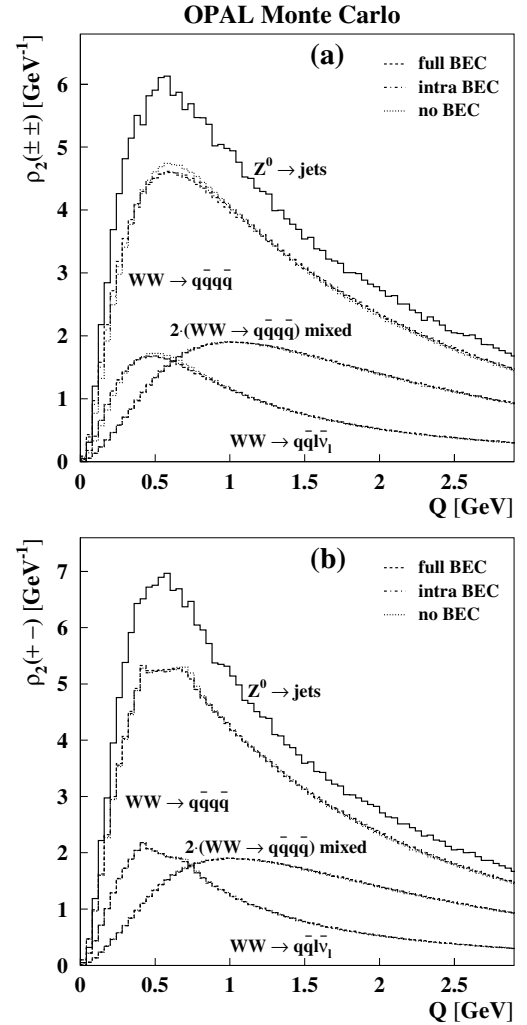 OPAL Monte Carlo
ρ₂(± ±) [GeV⁻¹]
(a)
full BEC
intra BEC
no BEC
Z⁰ → jets
WW → qq̄qq̄
2·(WW → qq̄qq̄) mixed
WW → qq̄lν̄ₗ
6
5
4
3
2
1
0
0 0.5 1 1.5 2 2.5
Q [GeV]
ρ₂(+ −) [GeV⁻¹]
(b)
full BEC
intra BEC
no BEC
Z⁰ → jets
WW → qq̄qq̄
2·(WW → qq̄qq̄) mixed
WW → qq̄lν̄ₗ
7
6
5
4
3
2
1
0
0 0.5 1 1.5 2 2.5
Q [GeV]